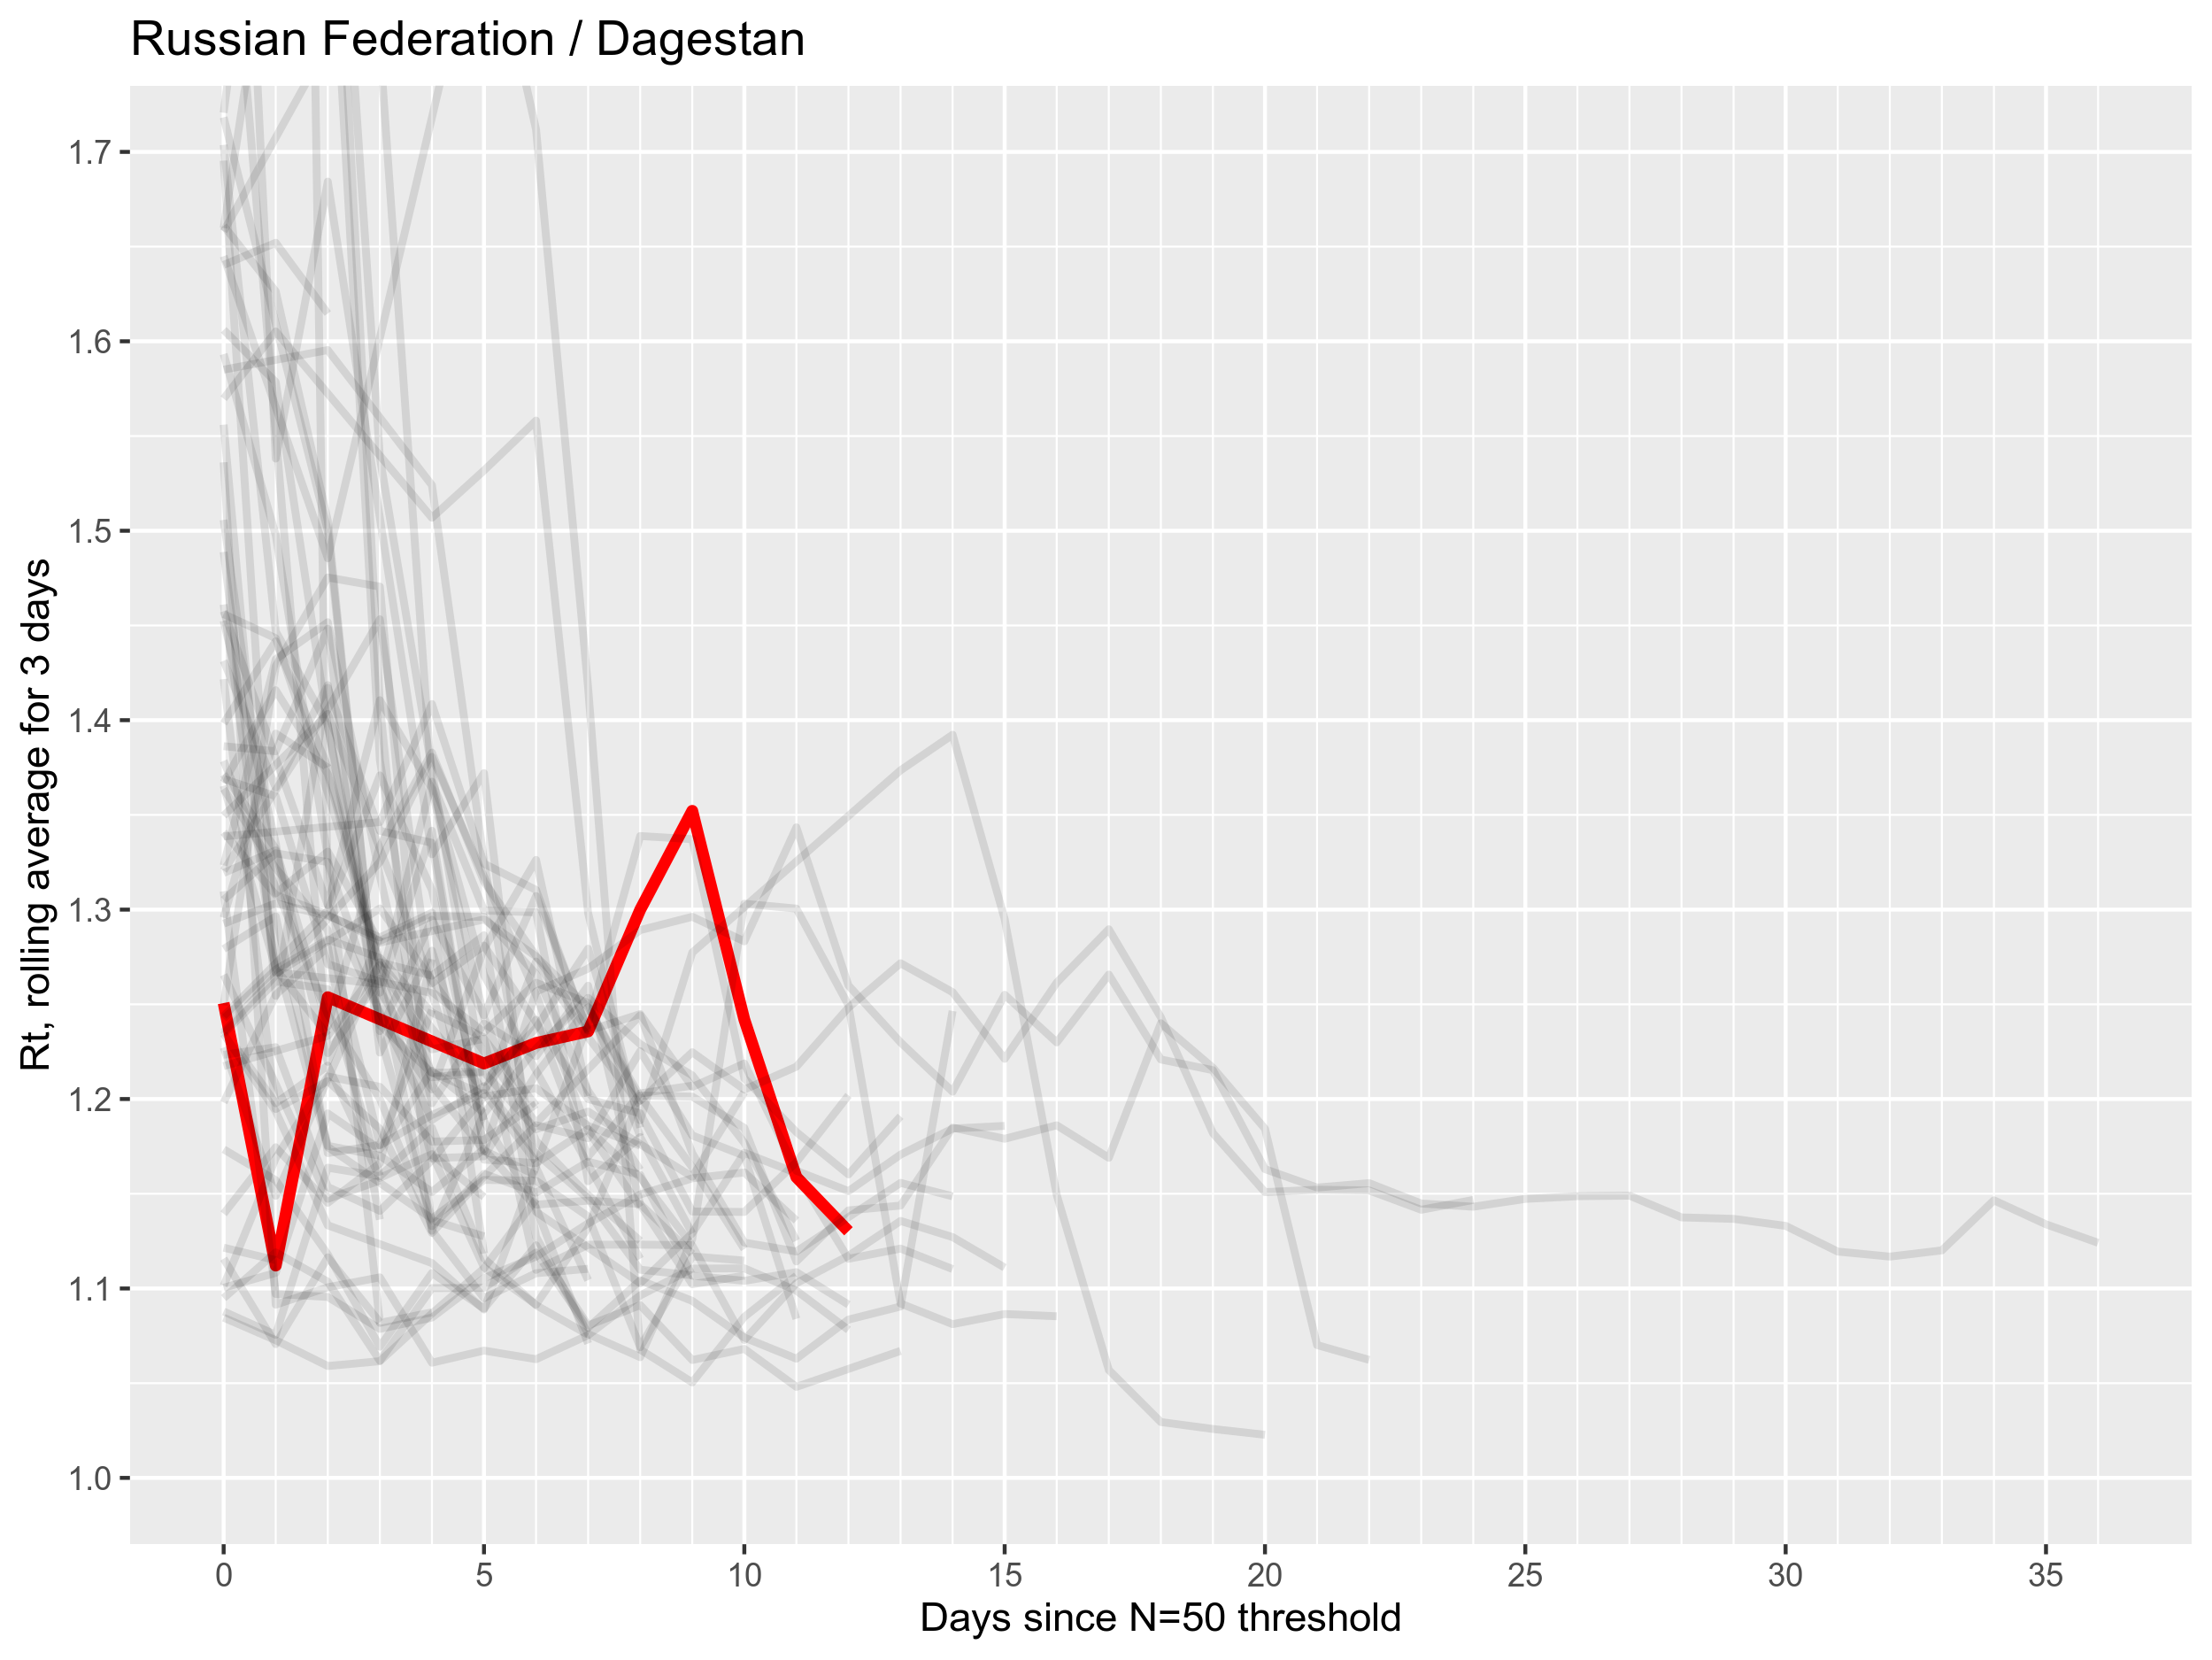 Russian Federation / Dagestan
Rt, rolling average for 3 days
1.7
1.6
1.5
1.4
1.3
1.2
1.1
1.0
0 5 10 15 20 25 30 35
Days since N=50 threshold